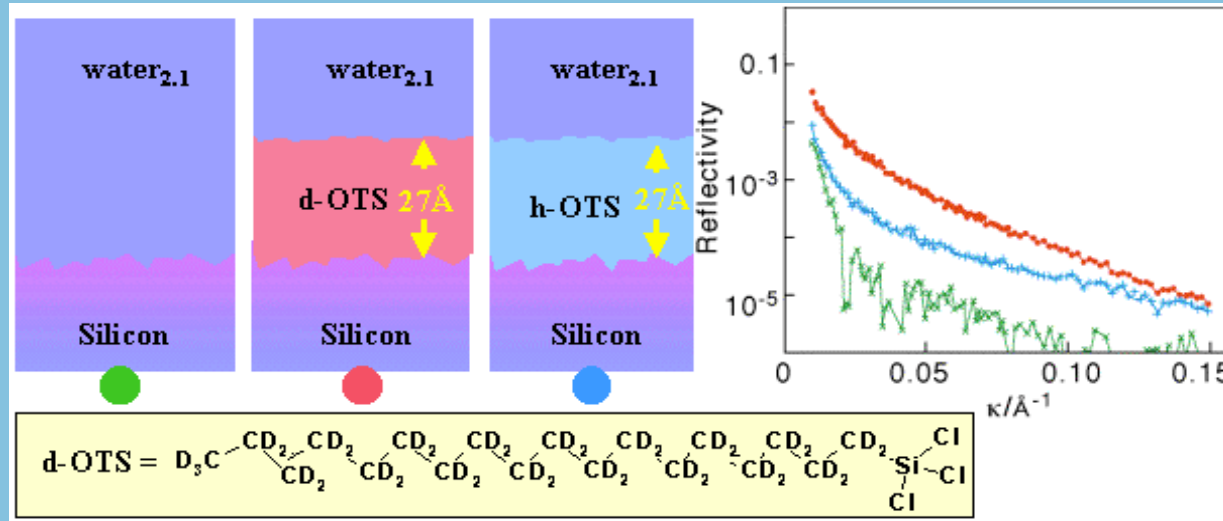 water2.1
water2.1
water2.1
d-OTS 27Å
h-OTS 27Å
Silicon
Silicon
Silicon
Reflectivity
0.1
10-3
10-5
0
0.05
0.10
0.15
κ/Å-1
CD2 CD2 CD2 CD2 CD2 CD2 CD2 CD2 CD2 Cl
d-OTS = D3C Si Cl
CD2 CD2 CD2 CD2 CD2 CD2 CD2 CD2
Cl